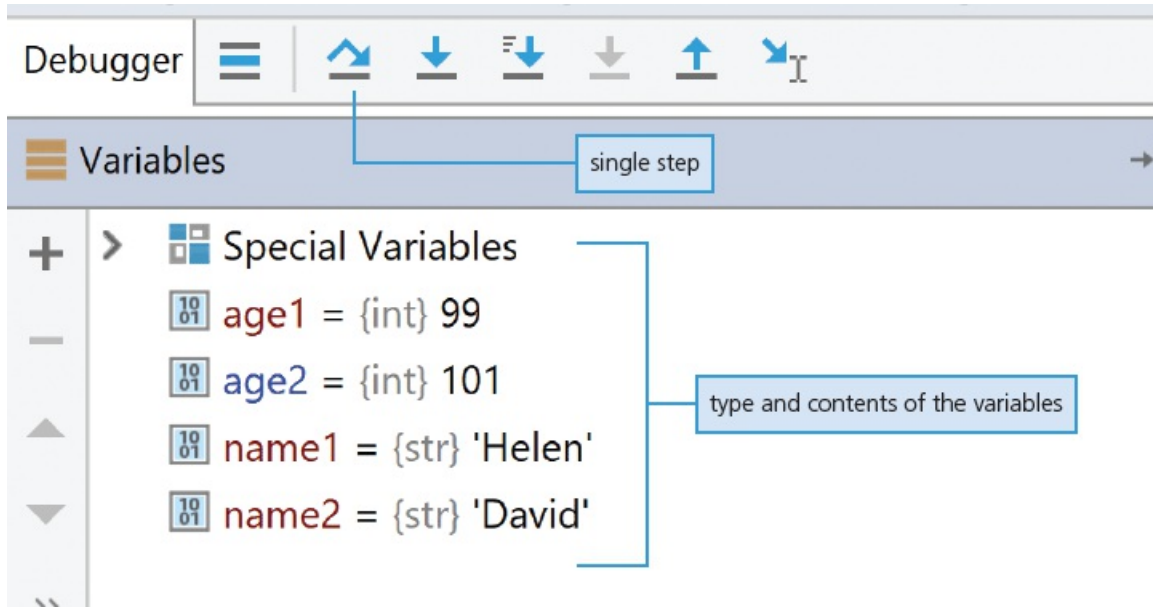 Debugger
single step
Variables
Special Variables
age1 = {int} 99
age2 = {int} 101
type and contents of the variables
name1 = {str} 'Helen'
name2 = {str} 'David'